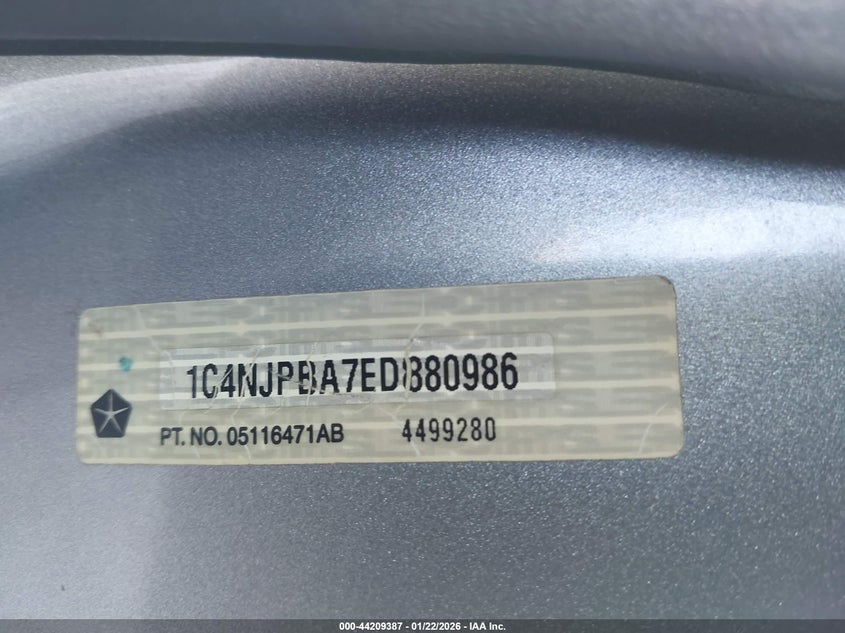 1C4NJPBA7ED880986
PT. NO. 05116471AB 4499280
000-44209387 - 01/22/2026 - IAA Inc.